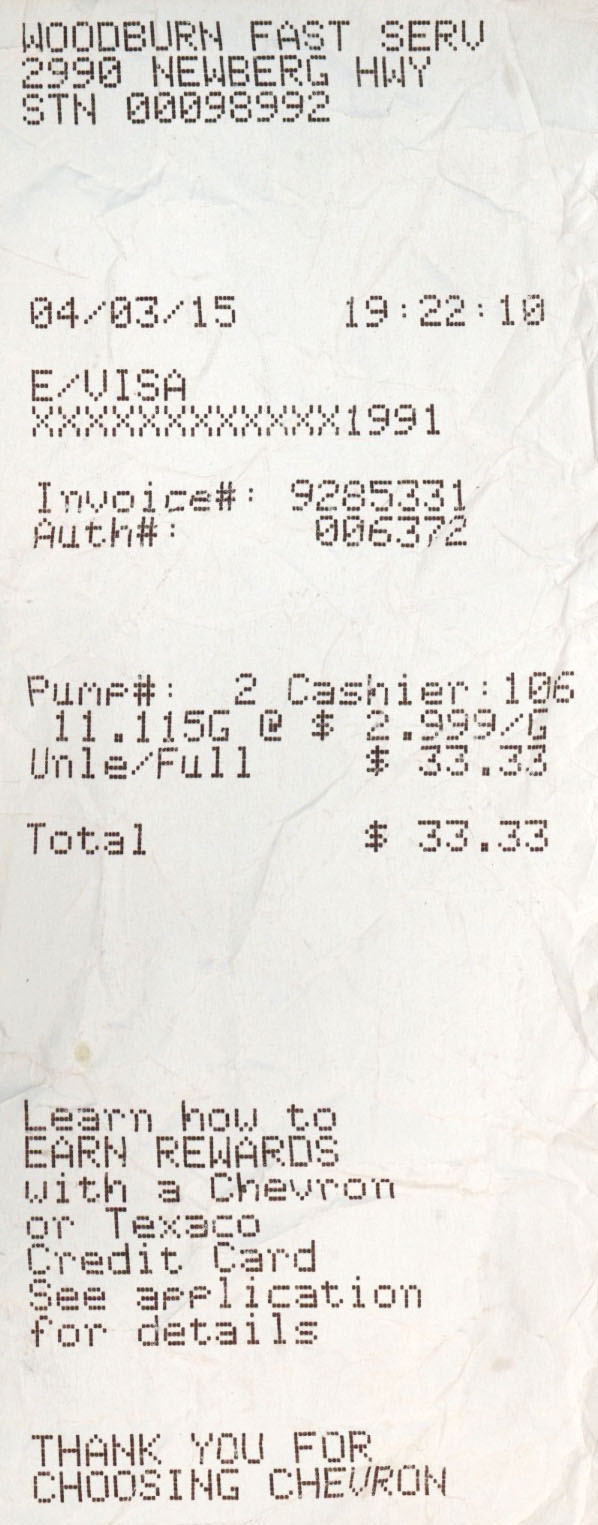 WOODBURN FAST SERV
2990 NEWBERG HWY
STN 00098992
04/03/15 19:22:10
E/VISA
XXXXXXXXXXXX1991
Invoice#: 9285331
Auth#: 006372
Pump#: 2 Cashier:106
11.115G @ $ 2.999/G
Unle/Full $ 33.33
Total $ 33.33
Learn how to
EARN REWARDS
with a Chevron
or Texaco
Credit Card
See application
for details
THANK YOU FOR
CHOOSING CHEVRON